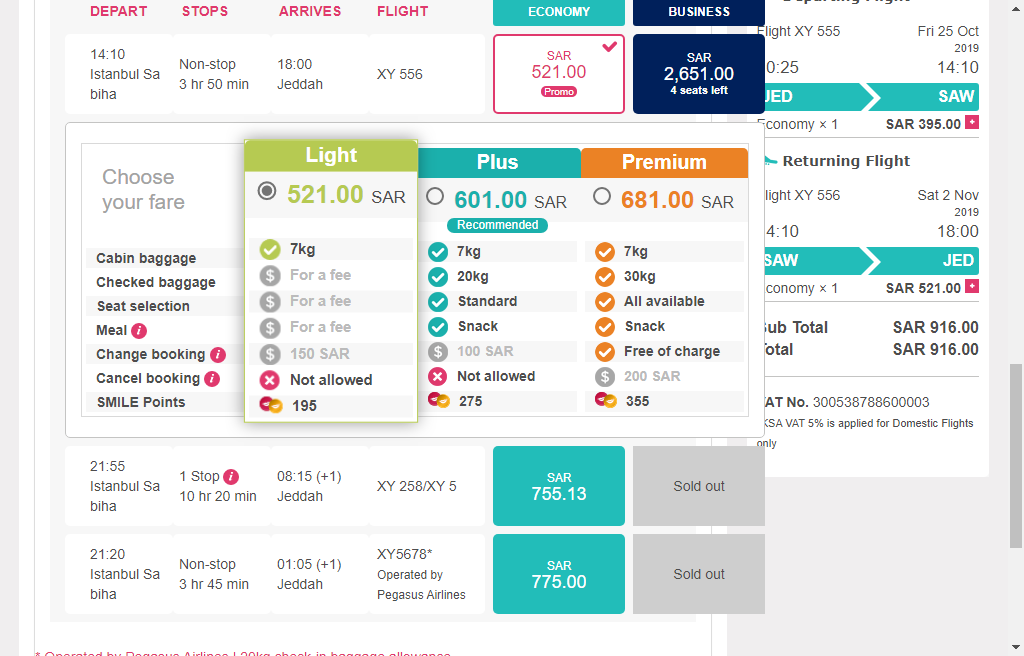 DEPART STOPS ARRIVES FLIGHT ECONOMY BUSINESS
14:10
Istanbul Sa
biha
Non-stop
3 hr 50 min
18:00
Jeddah
XY 556
SAR
521.00
Promo
SAR
2,651.00
4 seats left
Choose
your fare
Cabin baggage
Checked baggage
Seat selection
Meal
Change booking
Cancel booking
SMILE Points
Light
521.00 SAR
7kg
For a fee
For a fee
For a fee
150 SAR
Not allowed
195
Plus
601.00 SAR
Recommended
7kg
20kg
Standard
Snack
100 SAR
Not allowed
275
Premium
681.00 SAR
7kg
30kg
All available
Snack
Free of charge
200 SAR
355
21:55
Istanbul Sa
biha
1 Stop
10 hr 20 min
08:15 (+1)
Jeddah
XY 258/XY 5
SAR
755.13
Sold out
21:20
Istanbul Sa
biha
Non-stop
3 hr 45 min
01:05 (+1)
Jeddah
XY5678*
Operated by
Pegasus Airlines
SAR
775.00
Sold out
* Operated by Pegasus Airlines | 20kg check-in baggage allowance
Departing Flight
Flight XY 555 Fri 25 Oct
2019
0:25 14:10
JED SAW
Economy × 1 SAR 395.00 +
Returning Flight
Flight XY 556 Sat 2 Nov
2019
4:10 18:00
SAW JED
Economy × 1 SAR 521.00 +
Sub Total SAR 916.00
Total SAR 916.00
VAT No. 300538788600003
KSA VAT 5% is applied for Domestic Flights
only